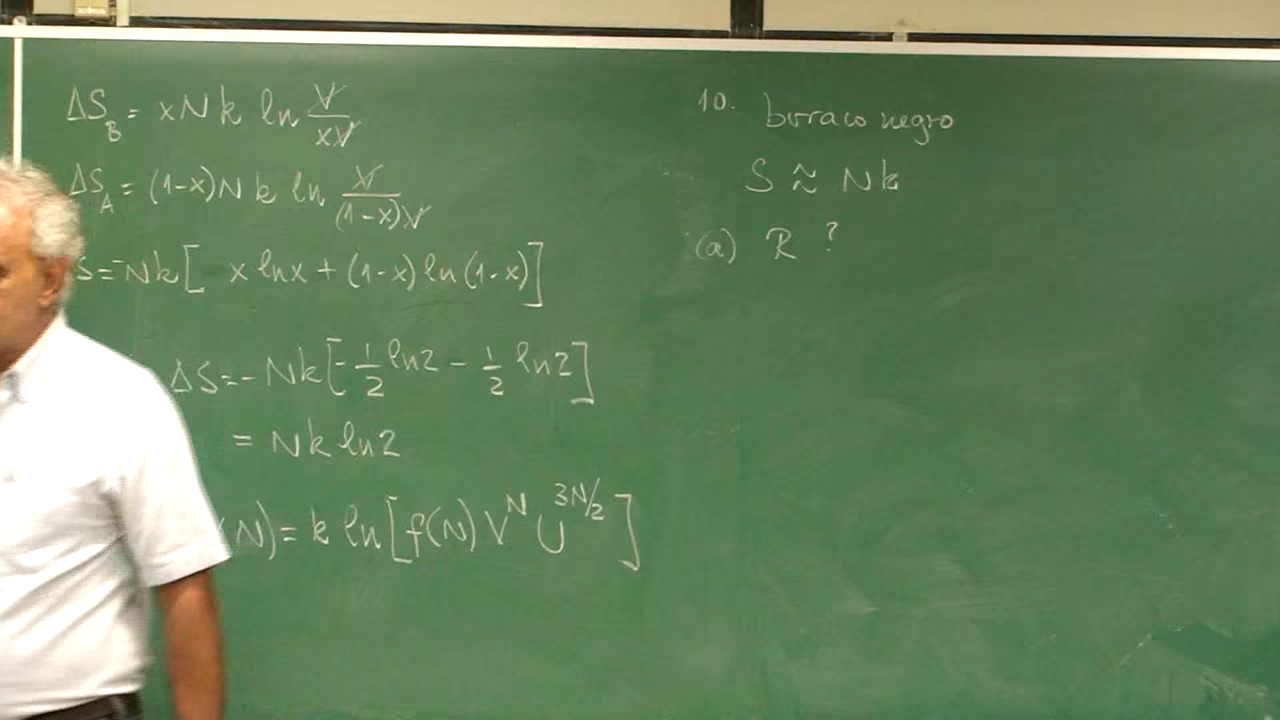 ΔS_B = xNk ln V/xV
ΔS_A = (1-x)Nk ln V/(1-x)V
S = -Nk[ x ln x + (1-x) ln (1-x)]
ΔS = - Nk[-1/2 ln2 - 1/2 ln2]
= Nk ln2
N) = k ln[f(N) V^N U^3N/2]
10. buraco negro
S ≈ Nk
(a) R ?